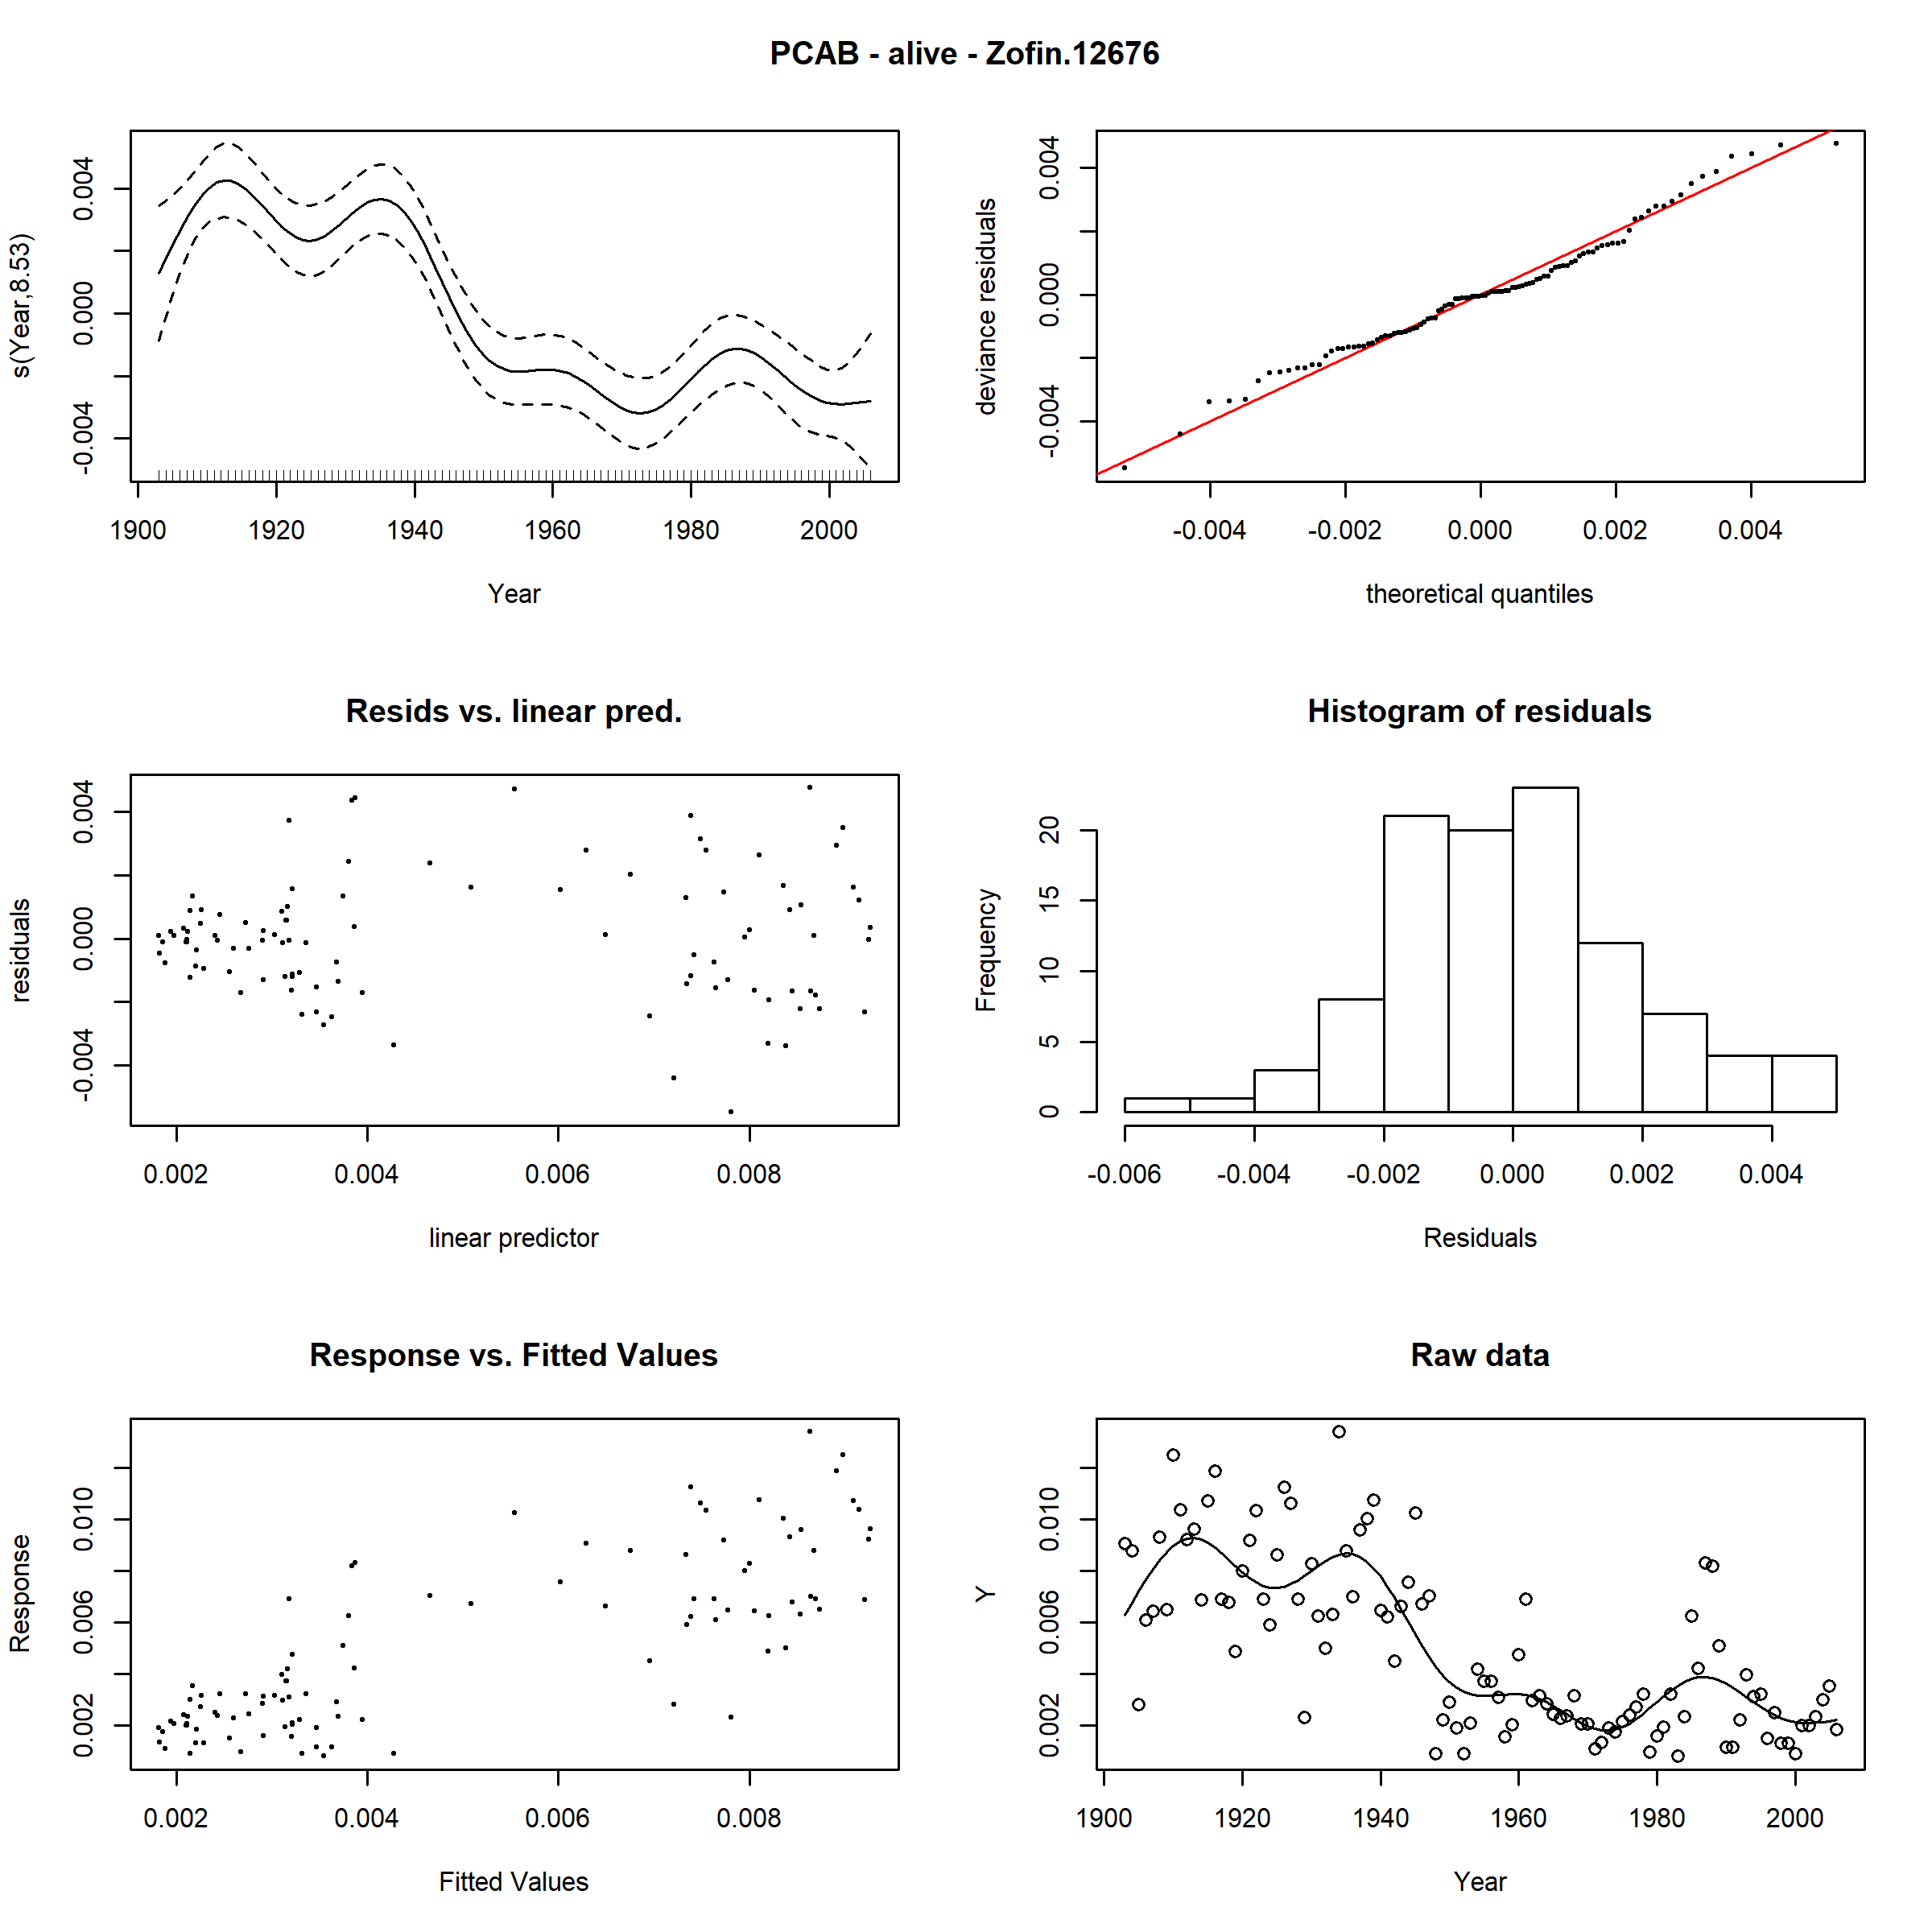 PCAB - alive - Zofin.12676
s(Year,8.53)
-0.004 0.000 0.004
1900 1920 1940 1960 1980 2000
Year
deviance residuals
-0.004 0.000 0.004
-0.004 -0.002 0.000 0.002 0.004
theoretical quantiles
Resids vs. linear pred.
residuals
-0.004 0.000 0.004
0.002 0.004 0.006 0.008
linear predictor
Histogram of residuals
Frequency
0 5 10 15 20
-0.006 -0.004 -0.002 0.000 0.002 0.004
Residuals
Response vs. Fitted Values
Response
0.002 0.006 0.010
0.002 0.004 0.006 0.008
Fitted Values
Raw data
Y
0.002 0.006 0.010
1900 1920 1940 1960 1980 2000
Year